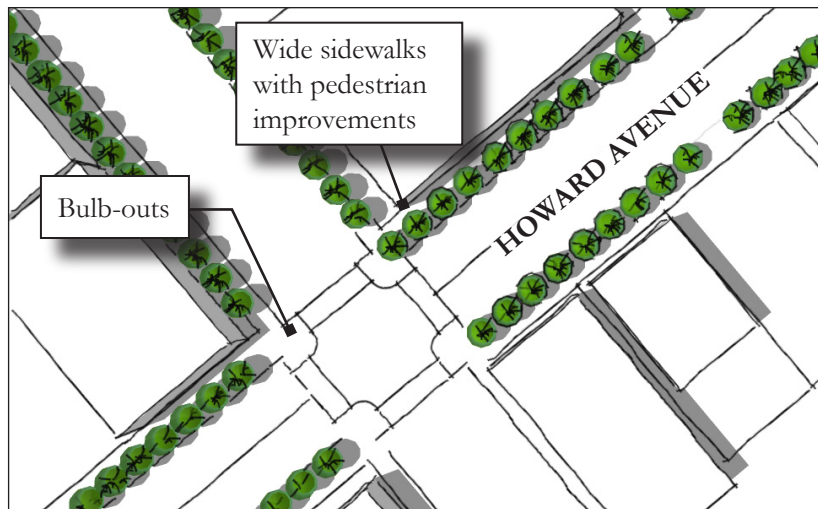 Wide sidewalks
with pedestrian
improvements
HOWARD AVENUE
Bulb-outs